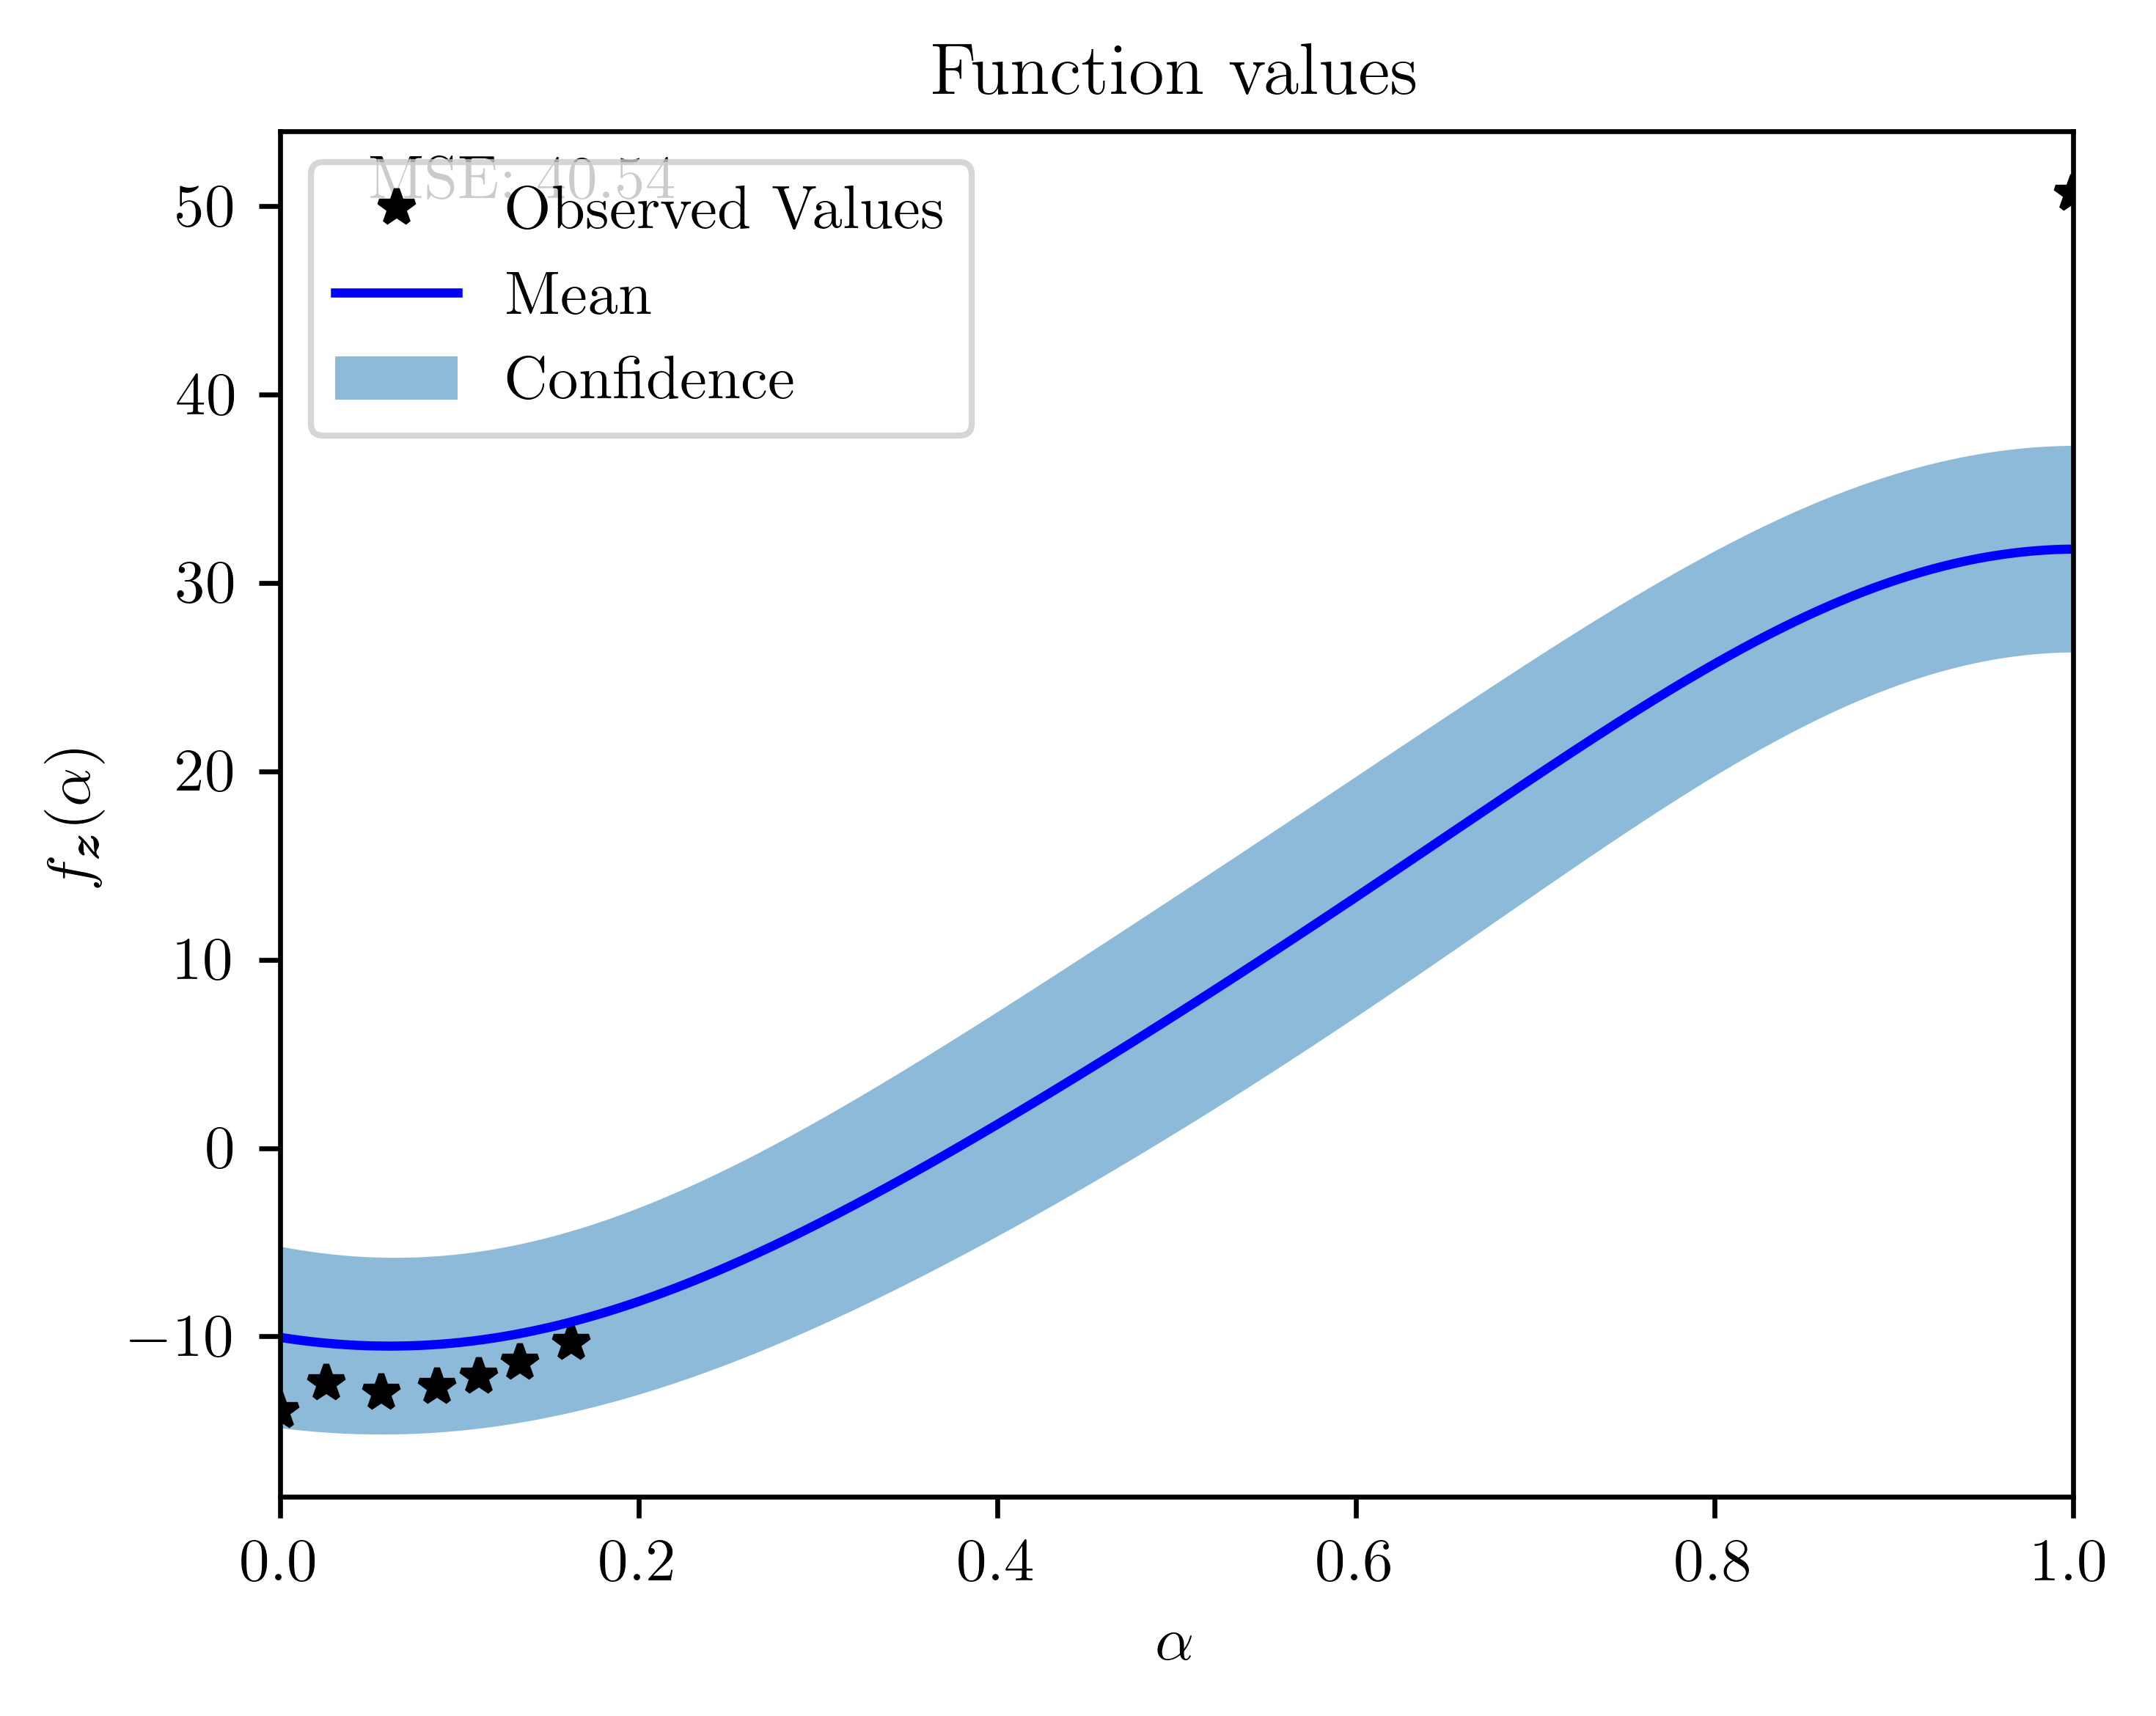 Function values
MSE: 40.54
Observed Values
Mean
Confidence
50
40
30
20
10
0
−10
f_z(α)
0.0 0.2 0.4 0.6 0.8 1.0
α